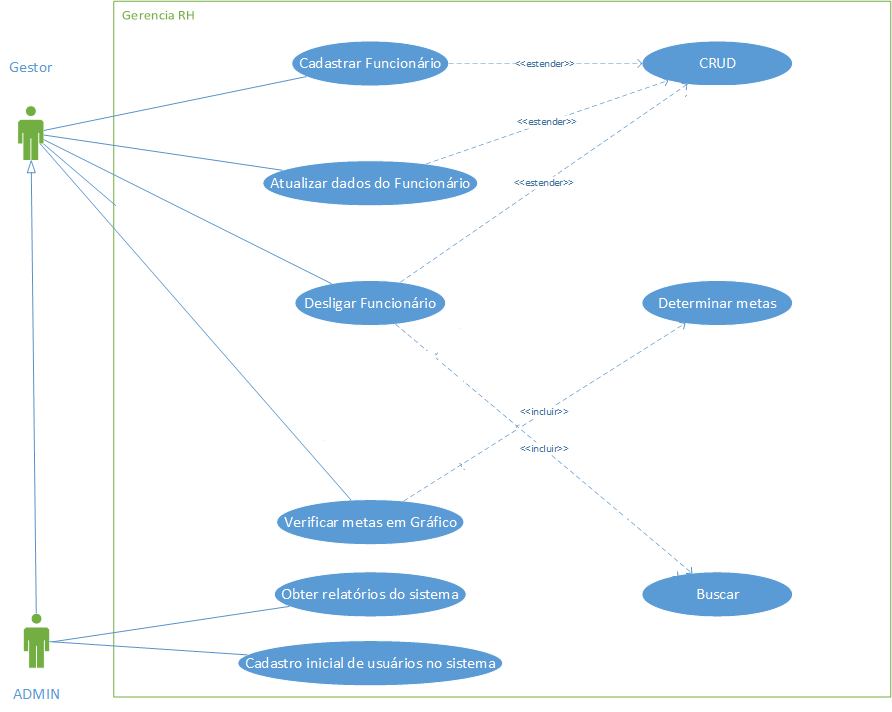 Gerencia RH
Gestor
Cadastrar Funcionário
<<estender>>
CRUD
<<estender>>
Atualizar dados do Funcionário
<<estender>>
Desligar Funcionário
Determinar metas
<<incluir>>
<<incluir>>
Verificar metas em Gráfico
Obter relatórios do sistema
Buscar
Cadastro inicial de usuários no sistema
ADMIN